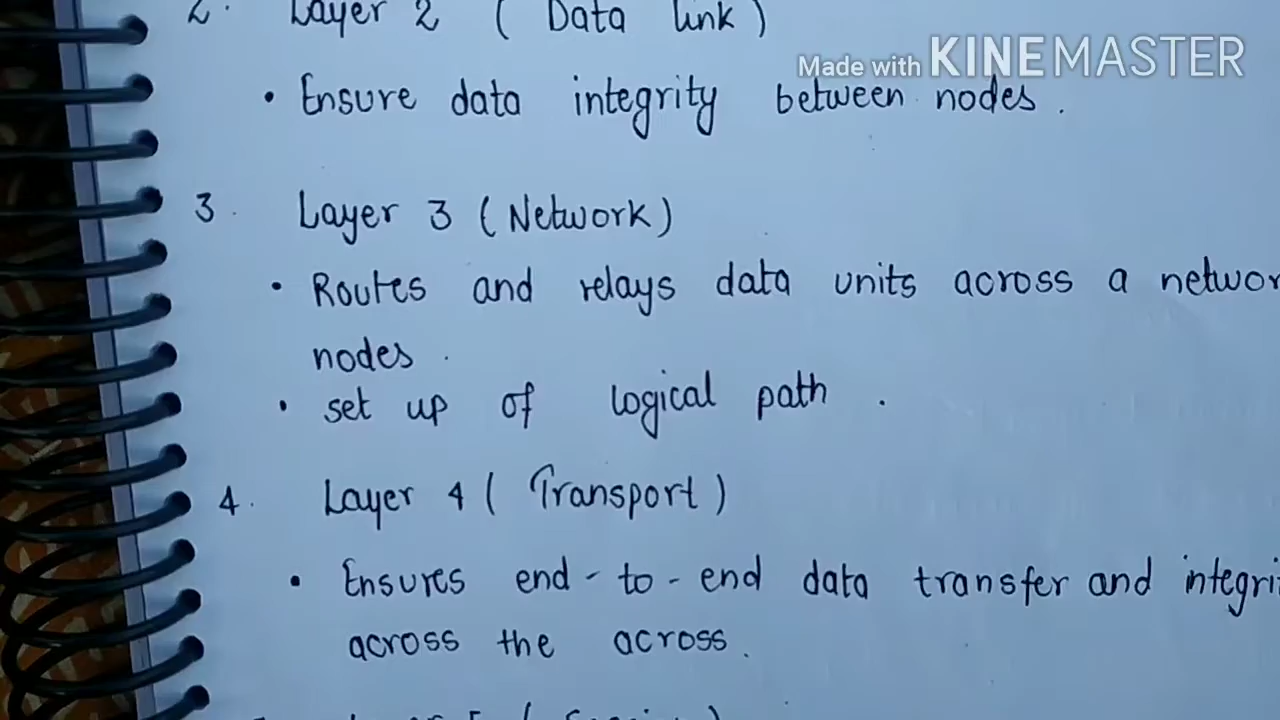 2. Layer 2 ( Data link )
Made with KINEMASTER
• Ensure data integrity between nodes.
3. Layer 3 ( Network )
• Routes and relays data units across a networ
nodes.
• set up of logical path.
4. Layer 4 ( Transport )
• Ensures end-to-end data transfer and integri
across the across.